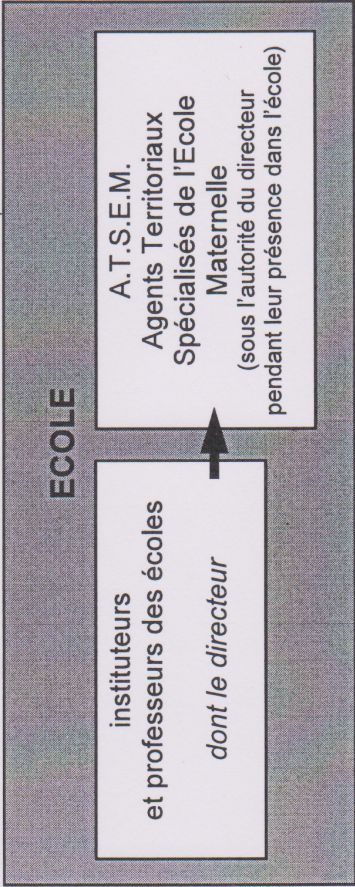 ECOLE
instituteurs
et professeurs des écoles
dont le directeur
A.T.S.E.M.
Agents Territoriaux
Spécialisés de l'Ecole
Maternelle
(sous l'autorité du directeur
pendant leur présence dans l'école)